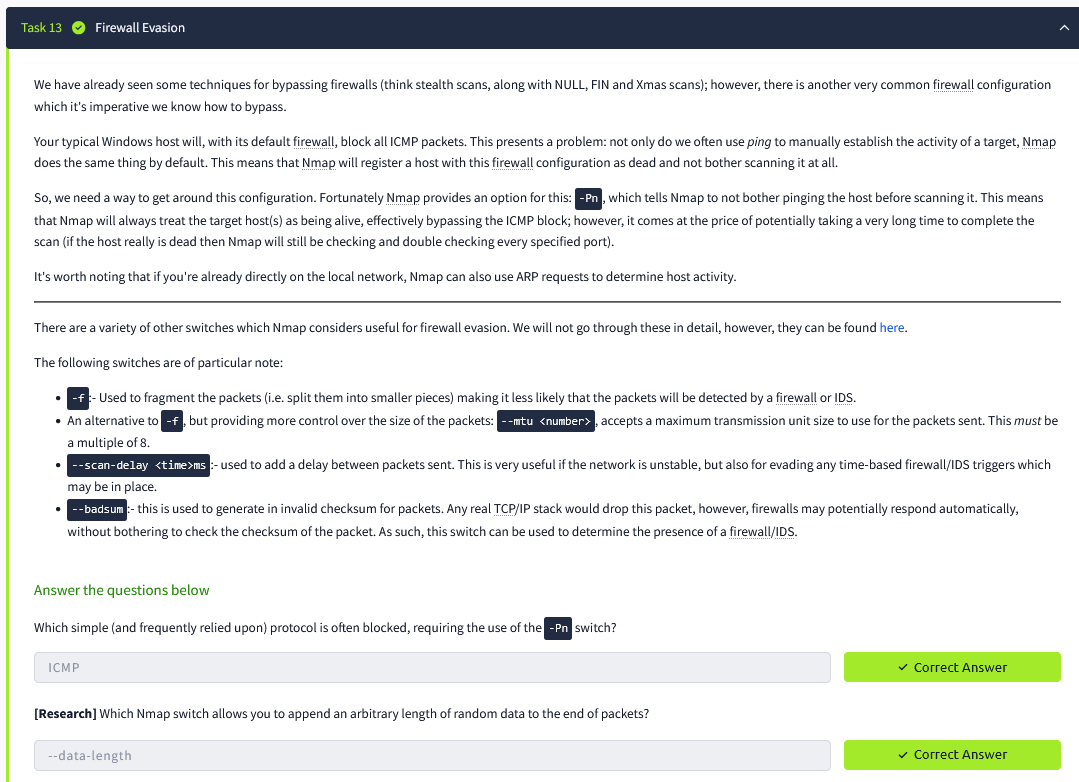 Task 13 Firewall Evasion
We have already seen some techniques for bypassing firewalls (think stealth scans, along with NULL, FIN and Xmas scans); however, there is another very common firewall configuration
which it's imperative we know how to bypass.
Your typical Windows host will, with its default firewall, block all ICMP packets. This presents a problem: not only do we often use ping to manually establish the activity of a target, Nmap
does the same thing by default. This means that Nmap will register a host with this firewall configuration as dead and not bother scanning it at all.
So, we need a way to get around this configuration. Fortunately Nmap provides an option for this: -Pn, which tells Nmap to not bother pinging the host before scanning it. This means
that Nmap will always treat the target host(s) as being alive, effectively bypassing the ICMP block; however, it comes at the price of potentially taking a very long time to complete the
scan (if the host really is dead then Nmap will still be checking and double checking every specified port).
It's worth noting that if you're already directly on the local network, Nmap can also use ARP requests to determine host activity.
There are a variety of other switches which Nmap considers useful for firewall evasion. We will not go through these in detail, however, they can be found here.
The following switches are of particular note:
• -f:- Used to fragment the packets (i.e. split them into smaller pieces) making it less likely that the packets will be detected by a firewall or IDS.
• An alternative to -f, but providing more control over the size of the packets: --mtu <number>, accepts a maximum transmission unit size to use for the packets sent. This must be
a multiple of 8.
• --scan-delay <time>ms:- used to add a delay between packets sent. This is very useful if the network is unstable, but also for evading any time-based firewall/IDS triggers which
may be in place.
• --badsum:- this is used to generate in invalid checksum for packets. Any real TCP/IP stack would drop this packet, however, firewalls may potentially respond automatically,
without bothering to check the checksum of the packet. As such, this switch can be used to determine the presence of a firewall/IDS.
Answer the questions below
Which simple (and frequently relied upon) protocol is often blocked, requiring the use of the -Pn switch?
ICMP ✓ Correct Answer
[Research] Which Nmap switch allows you to append an arbitrary length of random data to the end of packets?
--data-length ✓ Correct Answer